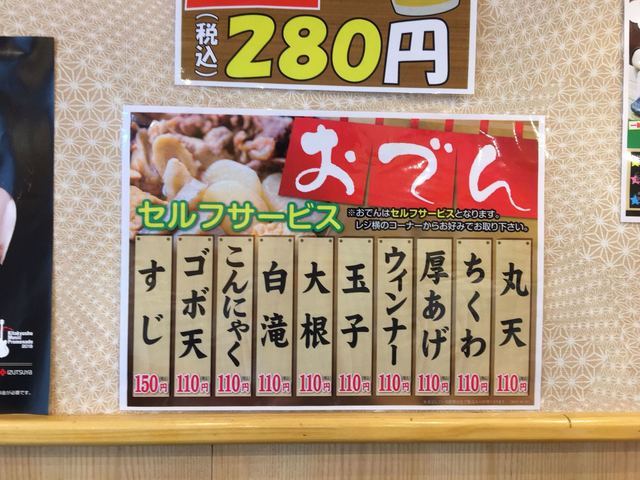 (税込)280円
おでん
セルフサービス
※おでんはセルフサービスとなります。
レジ横のコーナーからお好みでお取り下さい。
丸天 110円
ちくわ 110円
厚あげ 110円
ウィンナー 110円
玉子 110円
大根 110円
白滝 110円
こんにゃく 110円
ゴボ天 110円
すじ 150円
Kitakyushu
Music
Promenade
IZUTSUYA